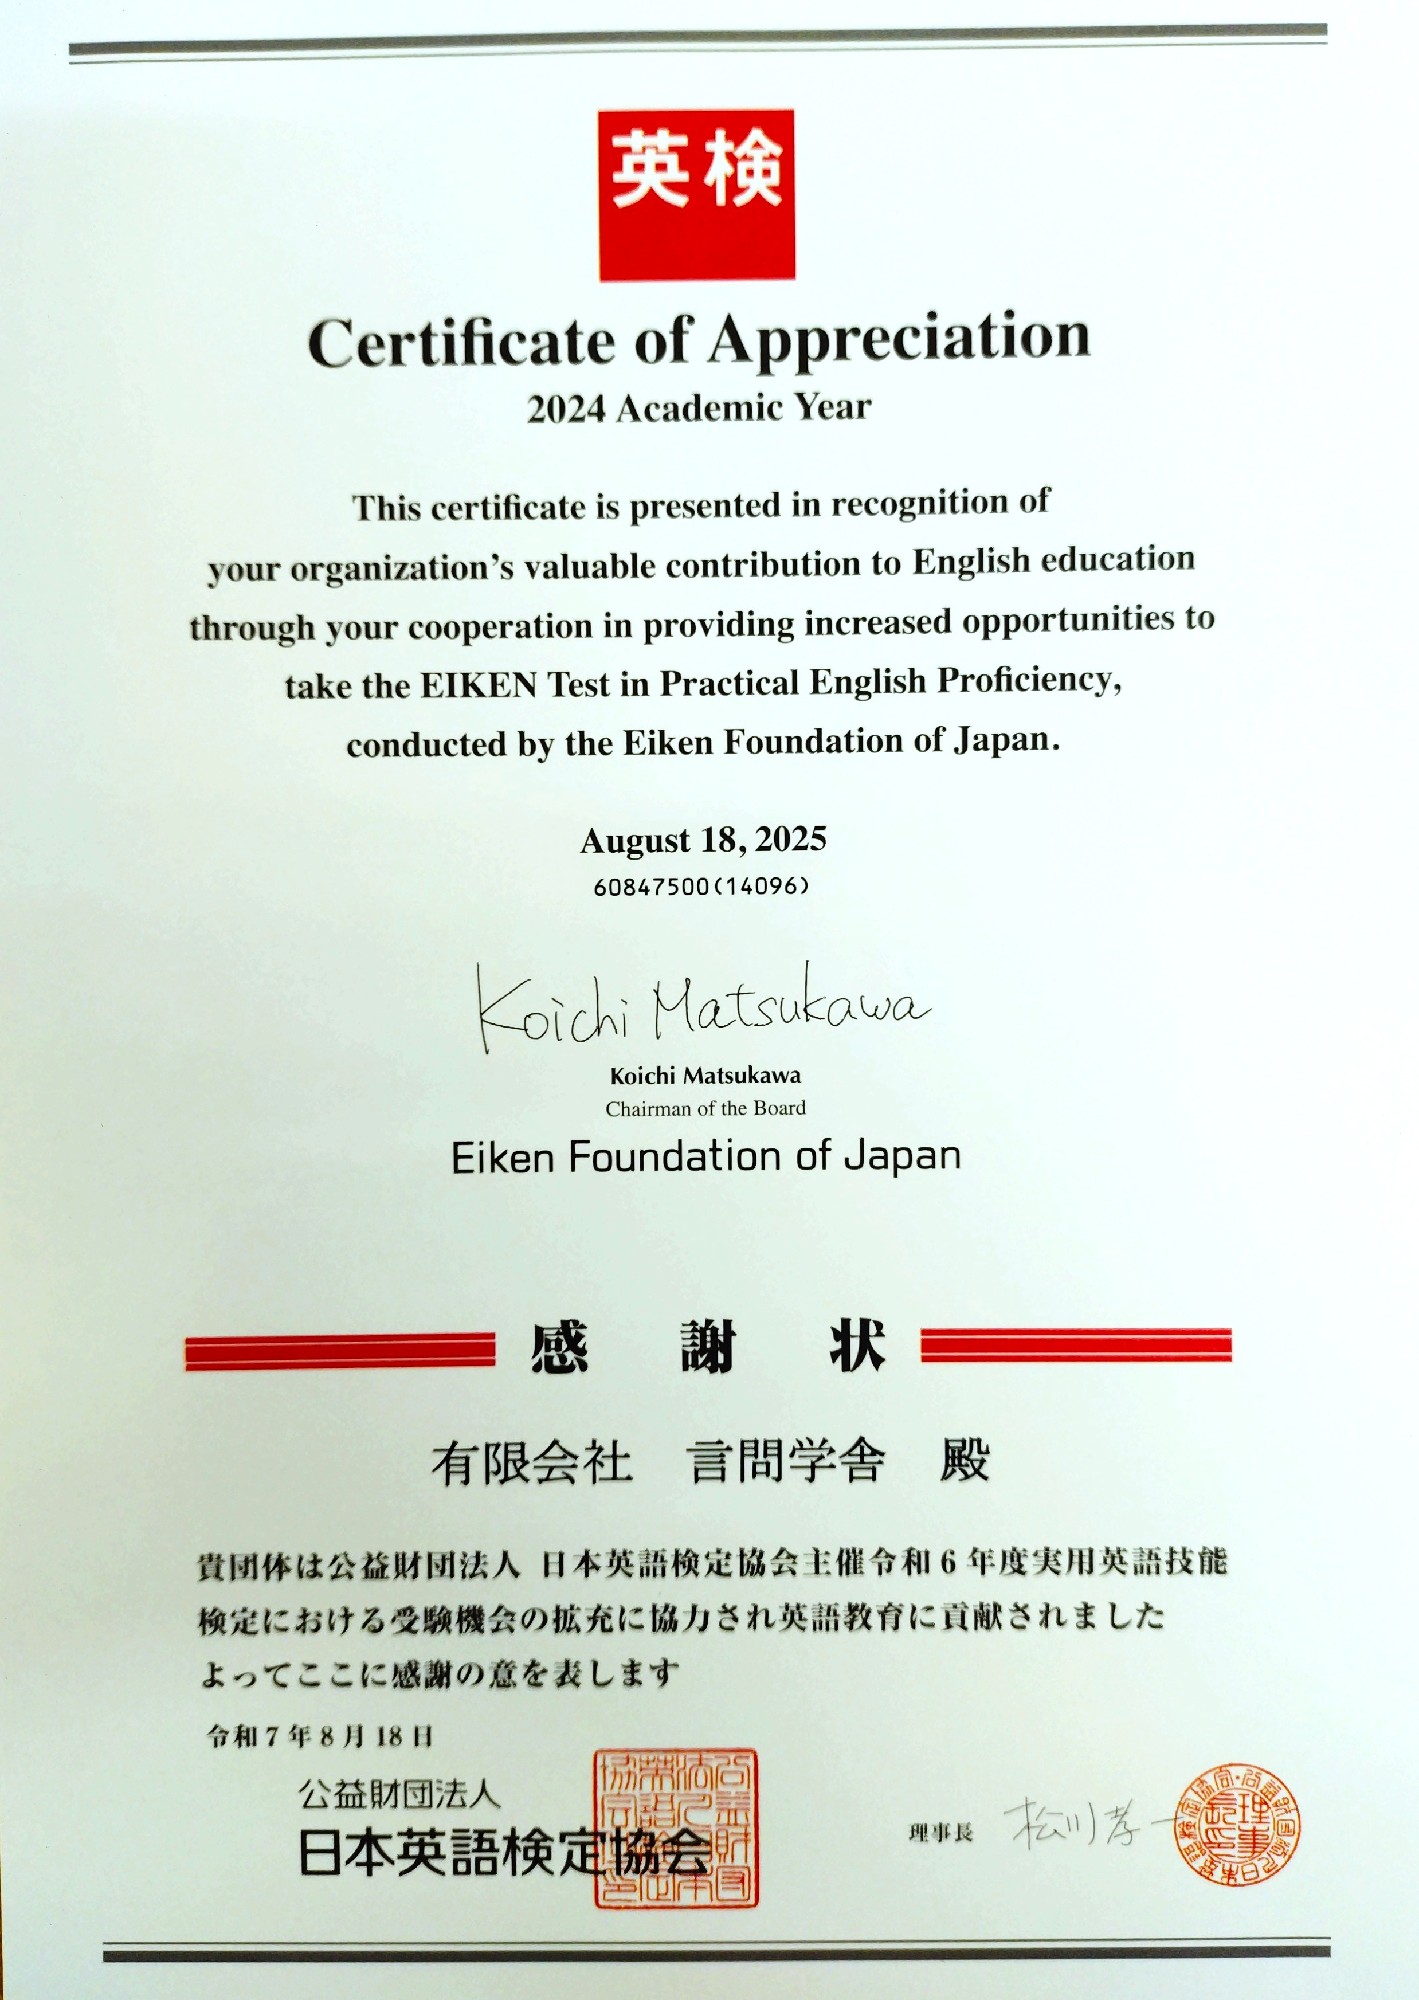 英検
Certificate of Appreciation
2024 Academic Year
This certificate is presented in recognition of
your organization's valuable contribution to English education
through your cooperation in providing increased opportunities to
take the EIKEN Test in Practical English Proficiency,
conducted by the Eiken Foundation of Japan.
August 18, 2025
60847500(14096)
Koichi Matsukawa
Koichi Matsukawa
Chairman of the Board
Eiken Foundation of Japan
感謝状
有限会社 言問学舎 殿
貴団体は公益財団法人 日本英語検定協会主催令和6年度実用英語技能
検定における受験機会の拡充に協力され英語教育に貢献されました
よってここに感謝の意を表します
令和7年8月18日
公益財団法人
日本英語検定協会
理事長 松川孝一